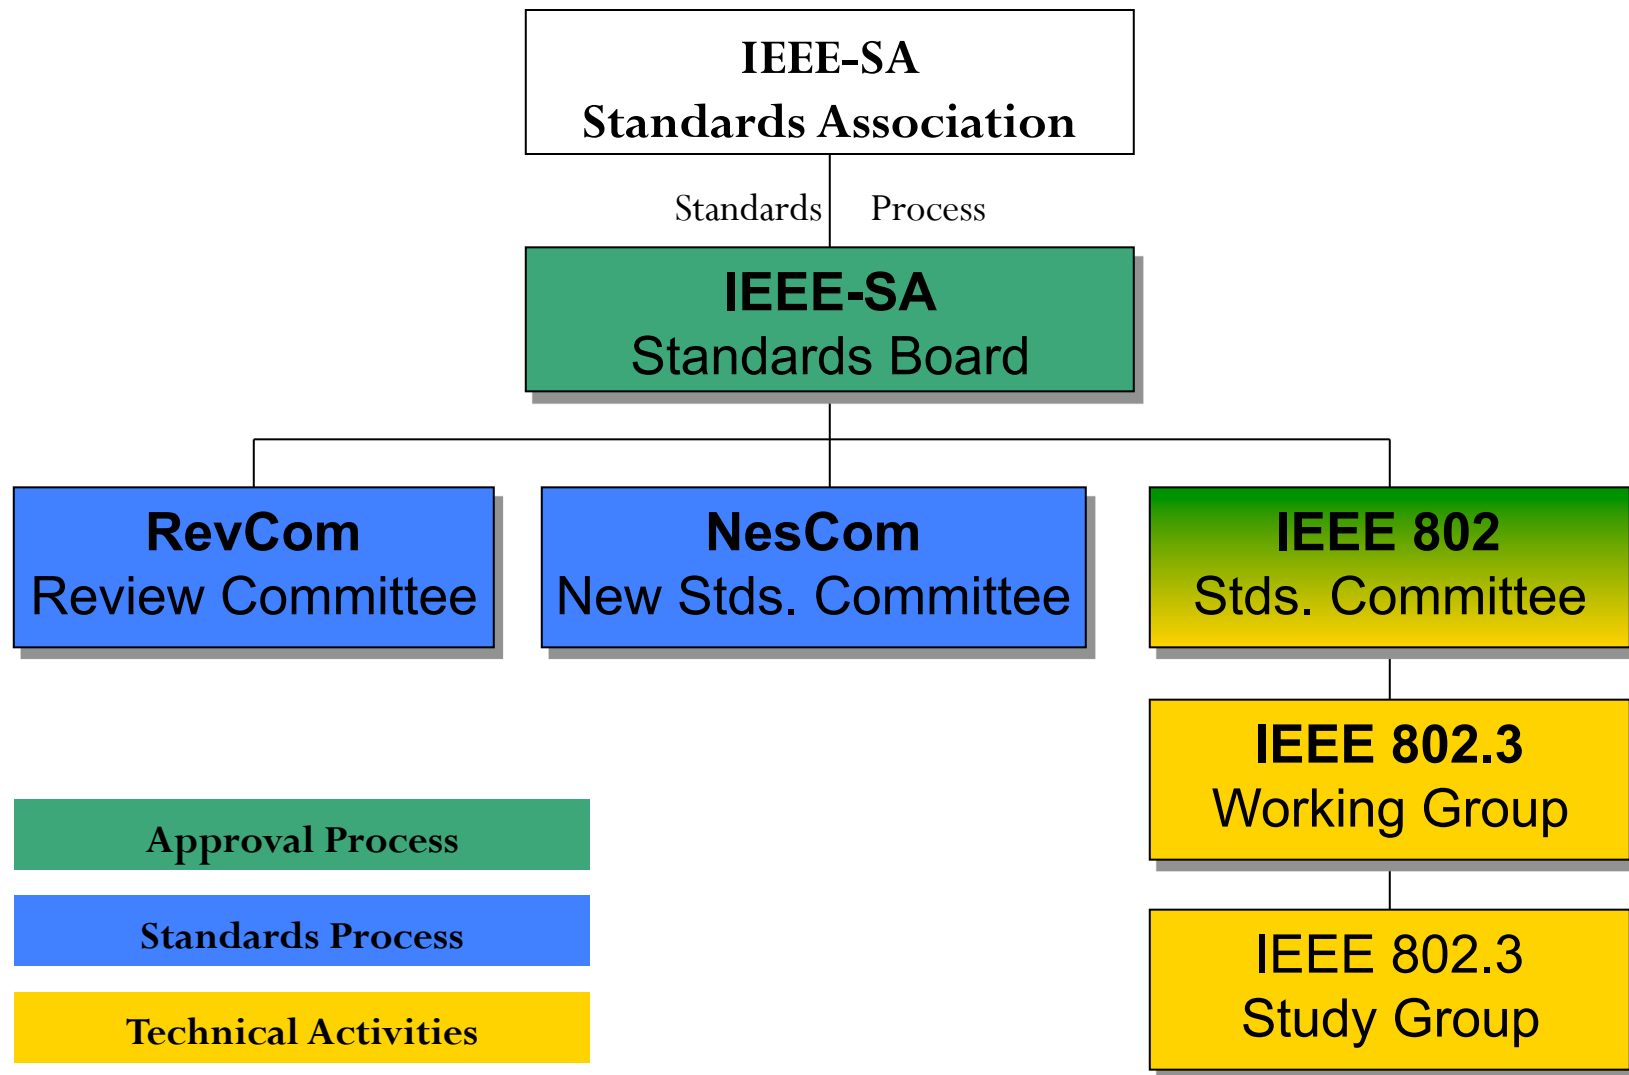 IEEE-SA
Standards Association
Standards Process
IEEE-SA
Standards Board
RevCom
Review Committee
NesCom
New Stds. Committee
IEEE 802
Stds. Committee
IEEE 802.3
Working Group
IEEE 802.3
Study Group
Approval Process
Standards Process
Technical Activities